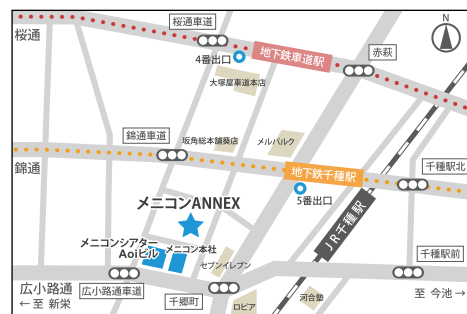 桜通車道
N
桜通
4番出口
地下鉄車道駅
赤萩
大塚屋車道本店
錦通車道
坂角総本舗葵店
メルパルク
錦通
地下鉄千種駅
千種駅北
5番出口
メニコンANNEX
JR千種駅
メニコンシアター
Aoiビル
メニコン本社
セブンイレブン
千種駅前
広小路通
← 至 新栄
広小路通車道
千郷町
ロピア
河合塾
至 今池 →